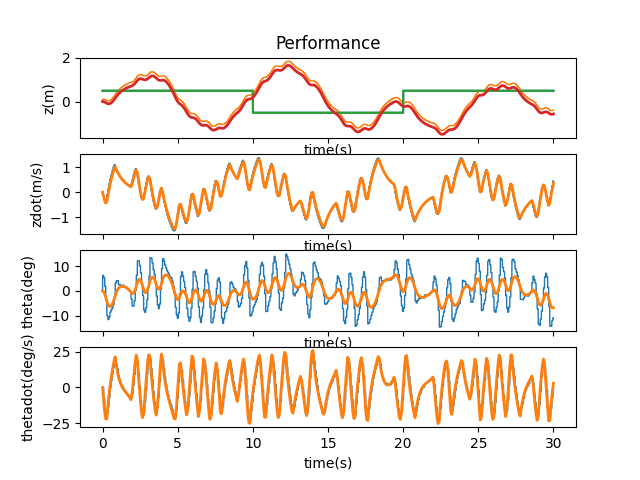 Performance
z(m)
2
0
time(s)
zdot(m/s)
1
0
−1
time(s)
theta(deg)
10
0
−10
time(s)
thetadot(deg/s)
25
0
−25
0 5 10 15 20 25 30
time(s)